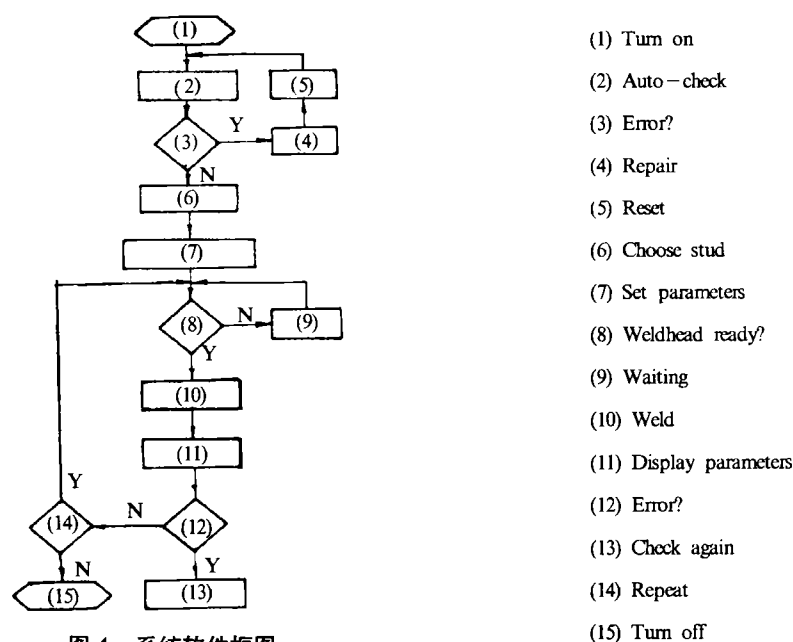 (1)
(2)
(5)
(3)
Y
(4)
N
(6)
(7)
(8)
N
(9)
Y
(10)
(11)
Y
(14)
N
(12)
N
Y
(15)
(13)
(1) Turn on
(2) Auto-check
(3) Error?
(4) Repair
(5) Reset
(6) Choose stud
(7) Set parameters
(8) Weldhead ready?
(9) Waiting
(10) Weld
(11) Display parameters
(12) Error?
(13) Check again
(14) Repeat
(15) Turn off
系统软件框图